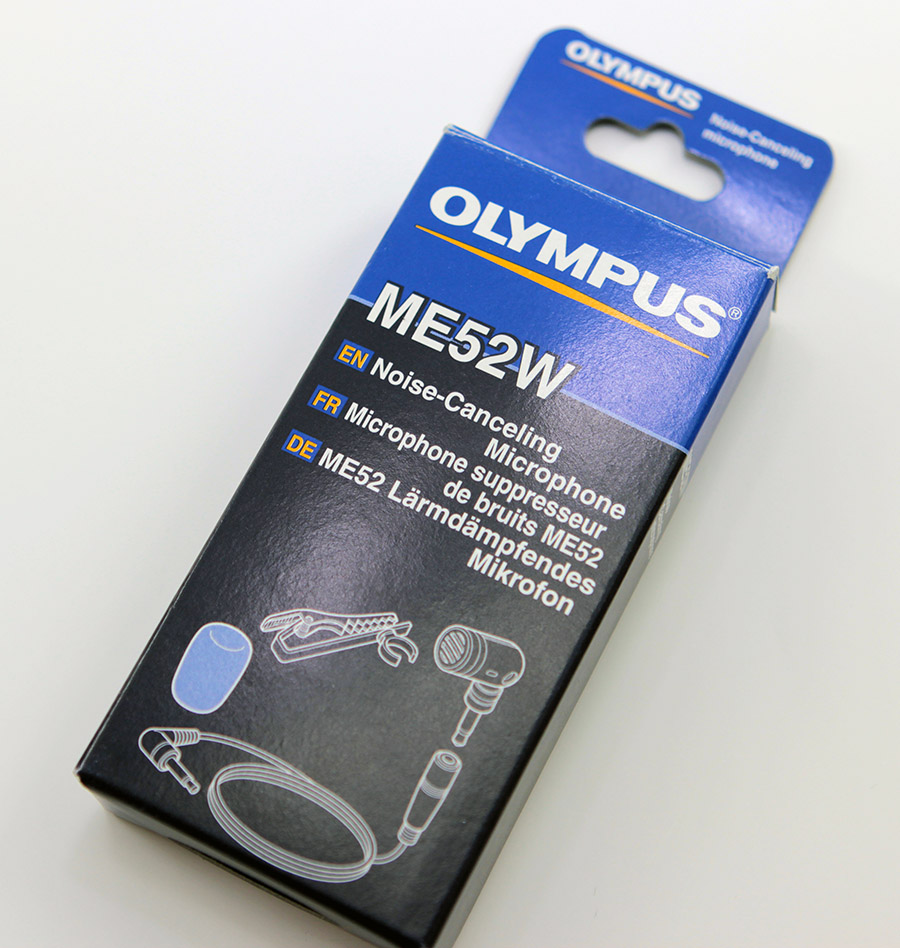 OLYMPUS
Noise-Canceling
microphone
OLYMPUS®
ME52W
EN Noise-Canceling
Microphone
FR Microphone suppresseur
de bruits ME52
DE ME52 Lärmdämpfendes
Mikrofon